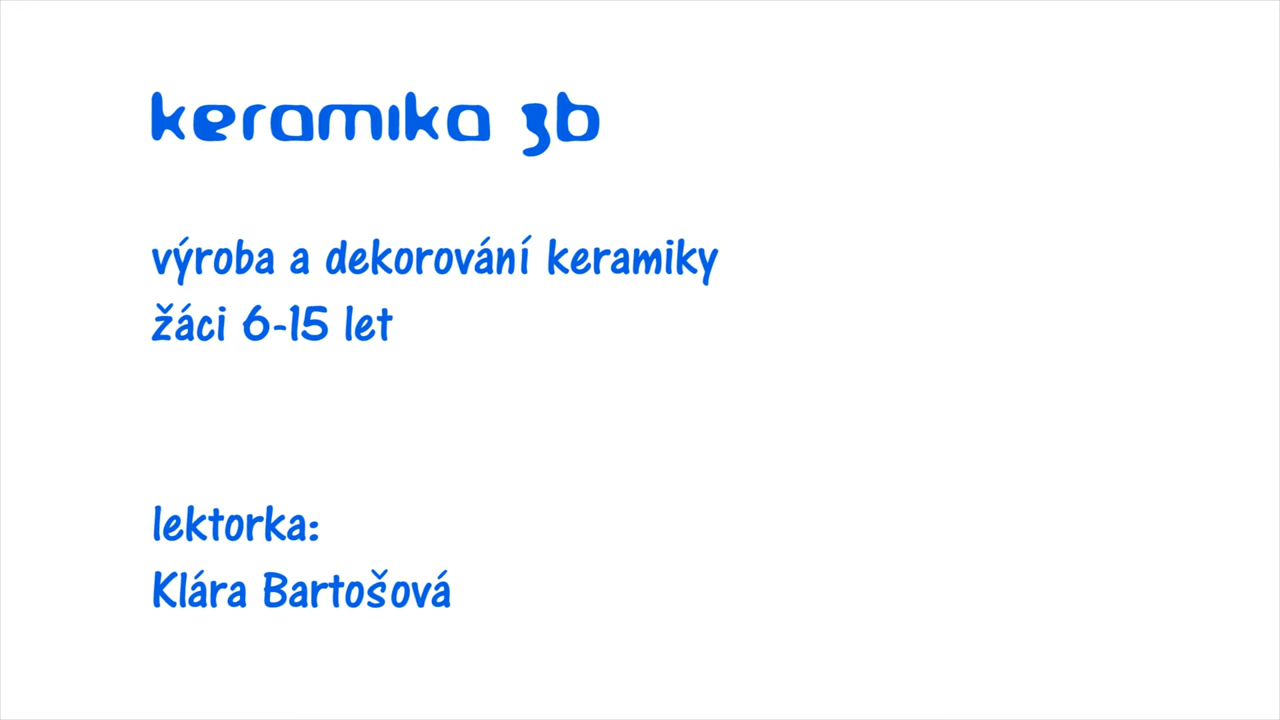 keramika 3b
výroba a dekorování keramiky
žáci 6-15 let
lektorka:
Klára Bartošová